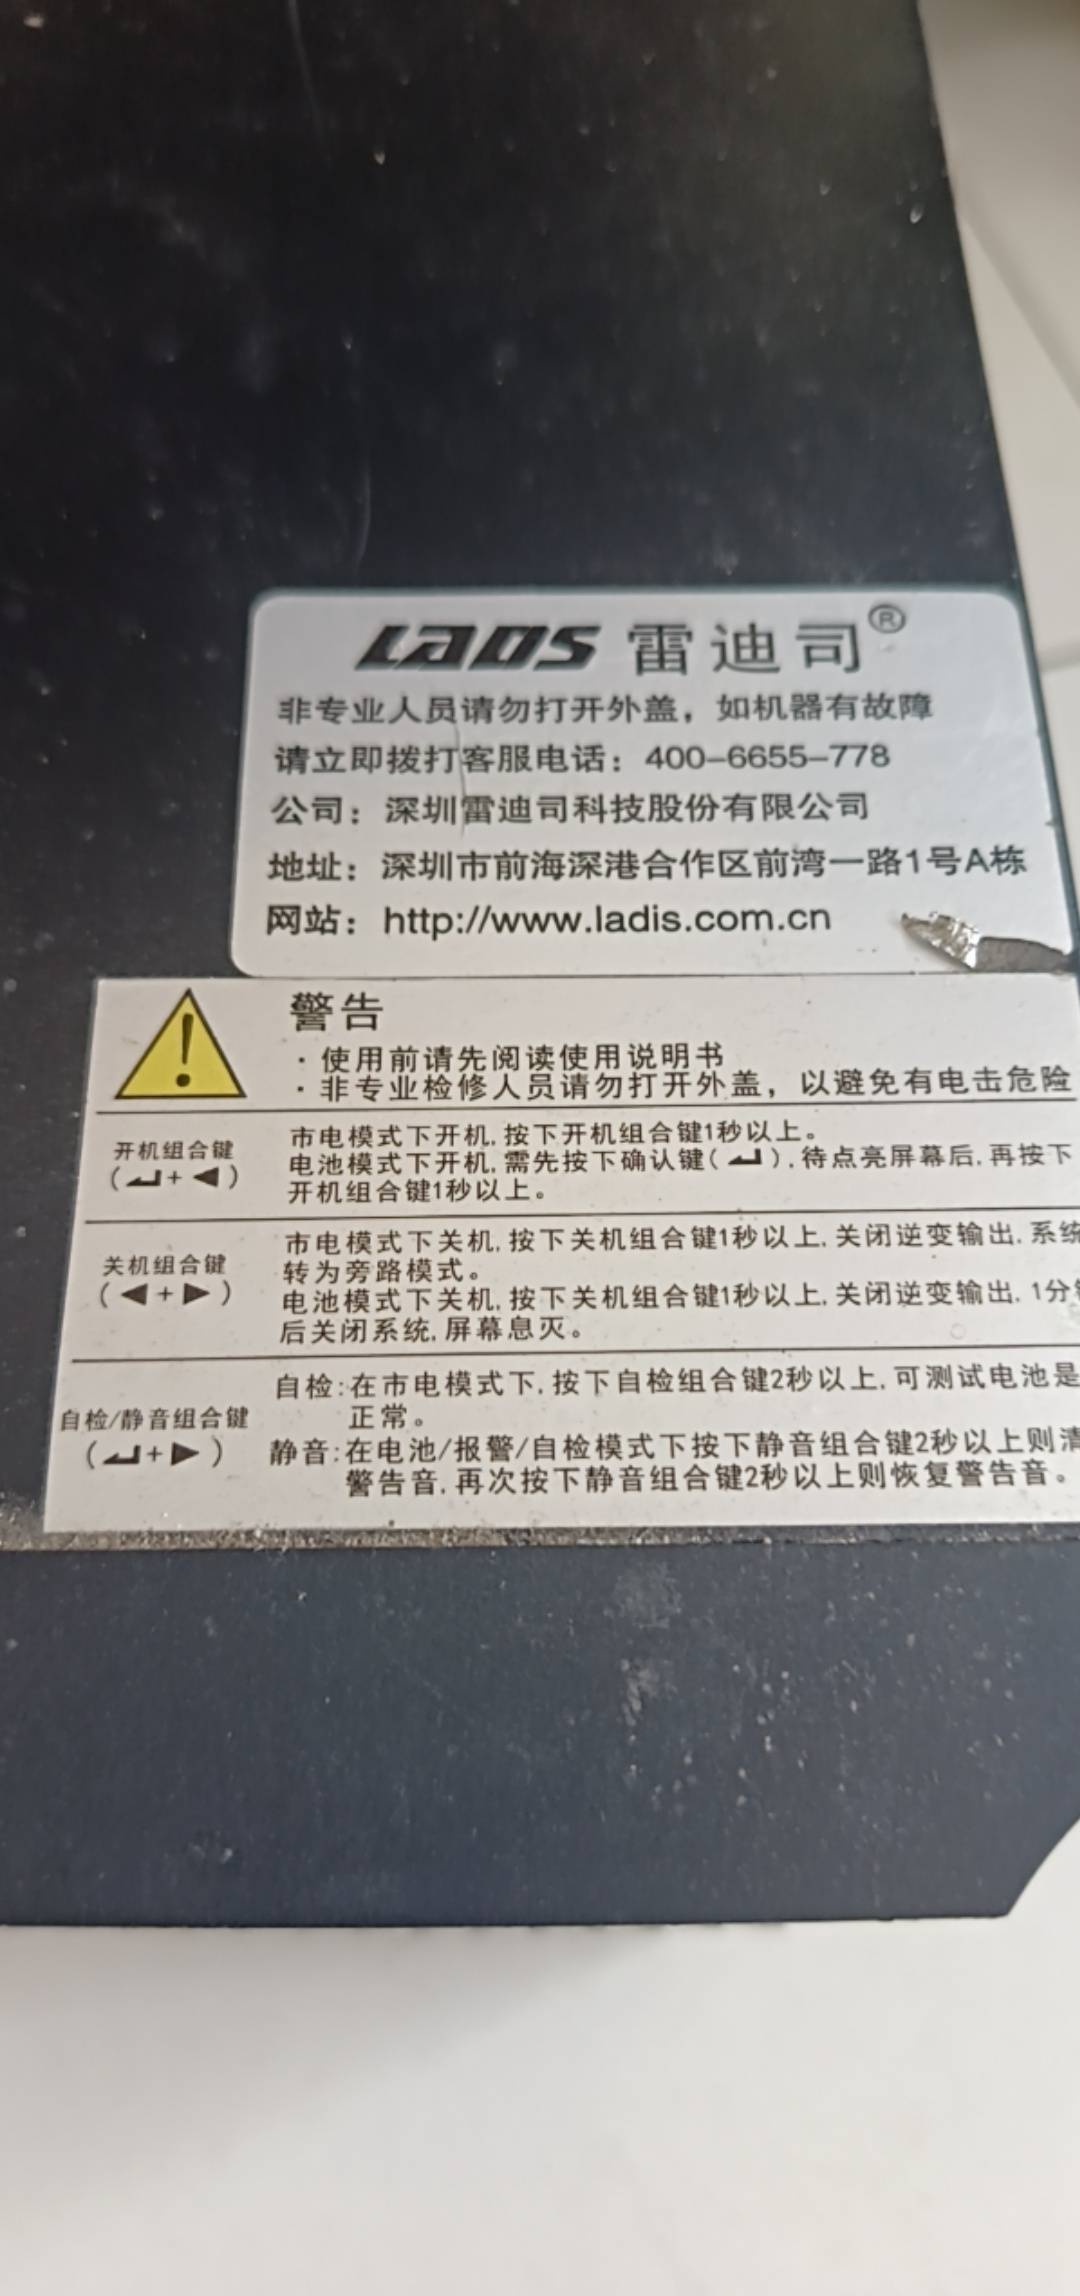 LADS 雷迪司®
非专业人员请勿打开外盖，如机器有故障
请立即拨打客服电话：400-6655-778
公司：深圳雷迪司科技股份有限公司
地址：深圳市前海深港合作区前湾一路1号A栋
网站：http://www.ladis.com.cn
警告
·使用前请先阅读使用说明书
·非专业检修人员请勿打开外盖，以避免有电击危险
开机组合键
(↵+◀)
市电模式下开机,按下开机组合键1秒以上。
电池模式下开机,需先按下确认键(↵),待点亮屏幕后,再按下
开机组合键1秒以上。
关机组合键
(◀+▶)
市电模式下关机,按下关机组合键1秒以上,关闭逆变输出,系统
转为旁路模式。
电池模式下关机,按下关机组合键1秒以上,关闭逆变输出,1分
后关闭系统,屏幕息灭。
自检/静音组合键
(↵+▶)
自检:在市电模式下,按下自检组合键2秒以上,可测试电池是
正常。
静音:在电池/报警/自检模式下按下静音组合键2秒以上则清
警告音,再次按下静音组合键2秒以上则恢复警告音。